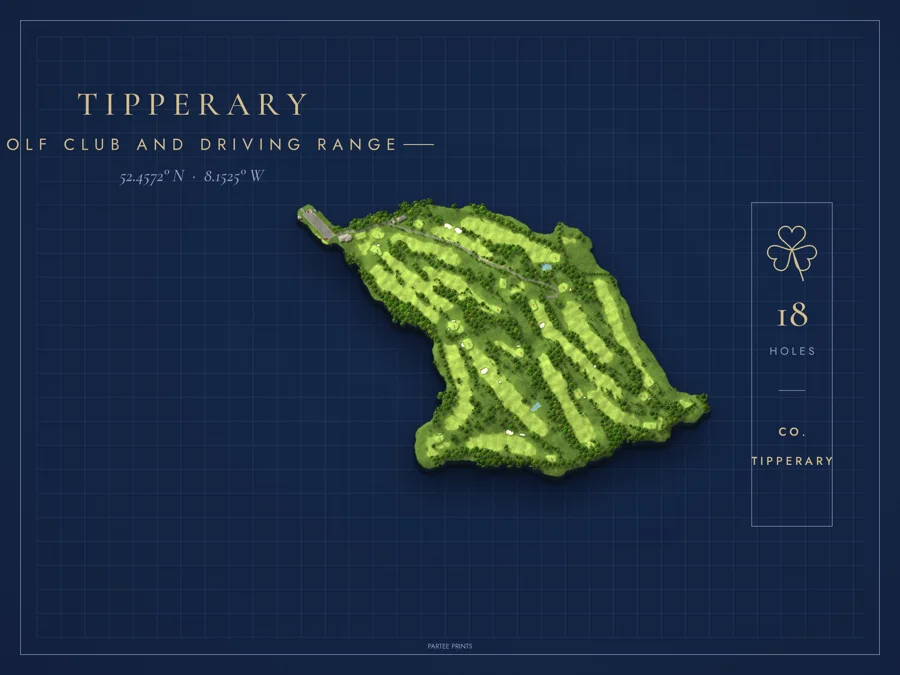 TIPPERARY
OLF CLUB AND DRIVING RANGE
52.4572° N · 8.1525° W
18
HOLES
CO.
TIPPERARY
PARTEE PRINTS